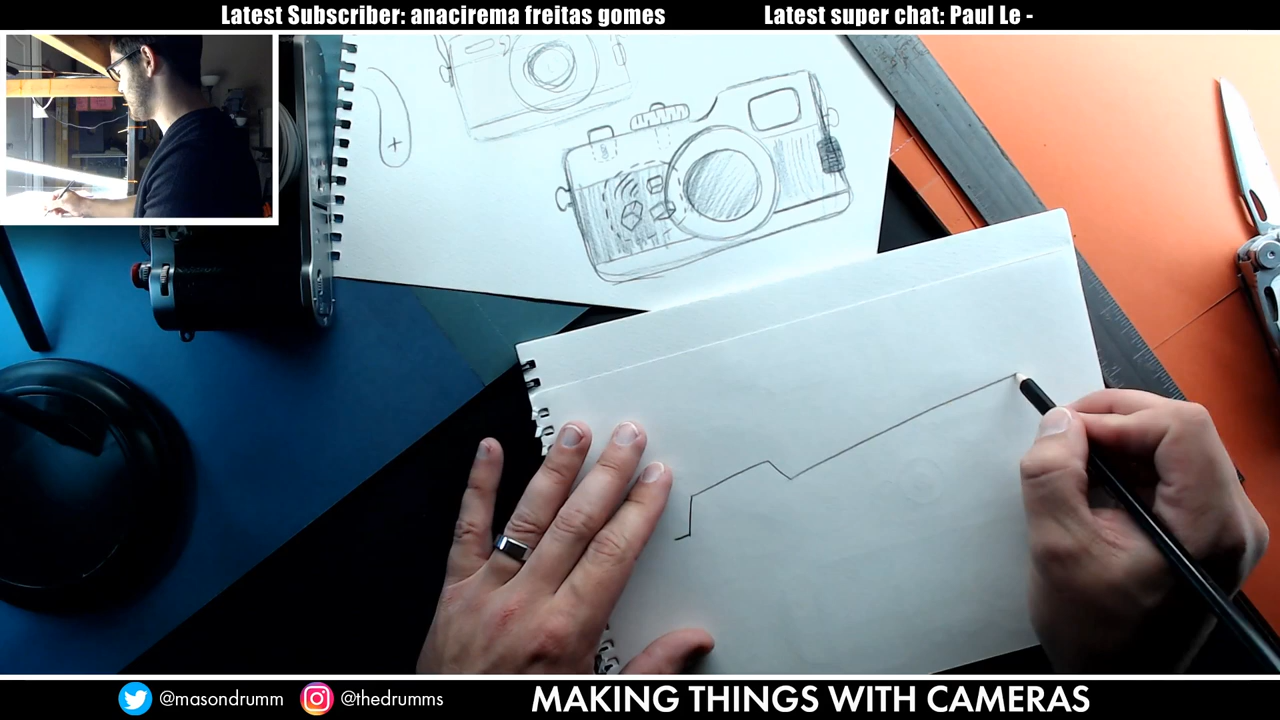 Latest Subscriber: anacirema freitas gomes
Latest super chat: Paul Le -
@masondrumm
@thedrumms
MAKING THINGS WITH CAMERAS